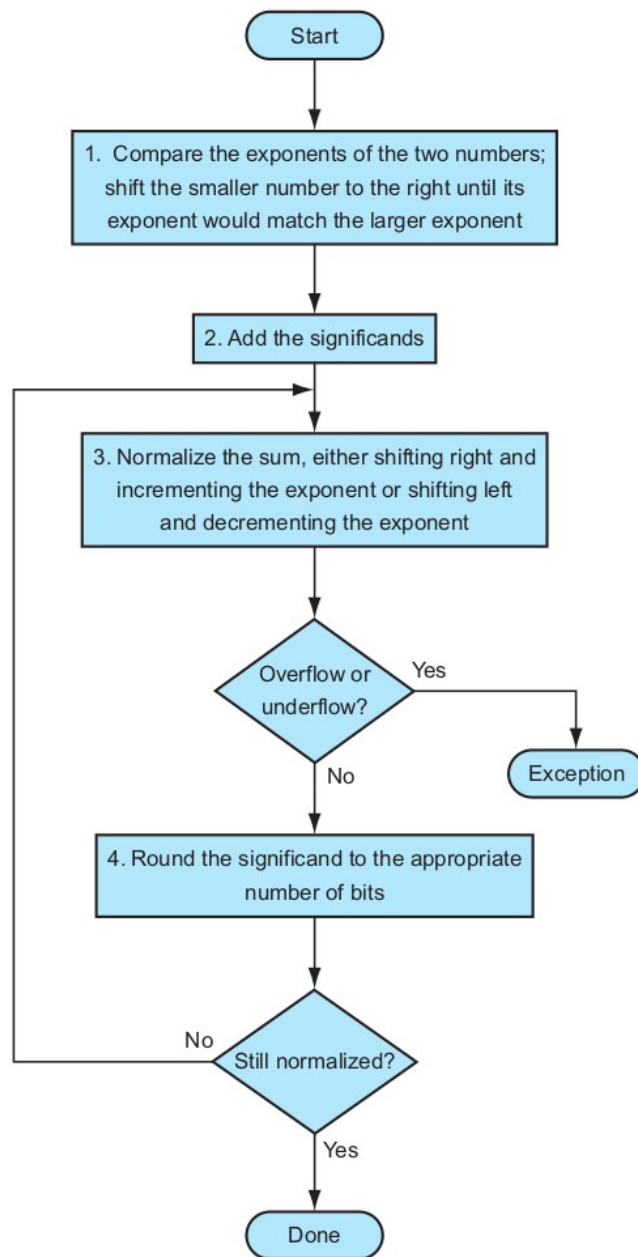 Start
1. Compare the exponents of the two numbers;
shift the smaller number to the right until its
exponent would match the larger exponent
2. Add the significands
3. Normalize the sum, either shifting right and
incrementing the exponent or shifting left
and decrementing the exponent
Overflow or
underflow?
Yes
Exception
No
4. Round the significand to the appropriate
number of bits
No
Still normalized?
Yes
Done